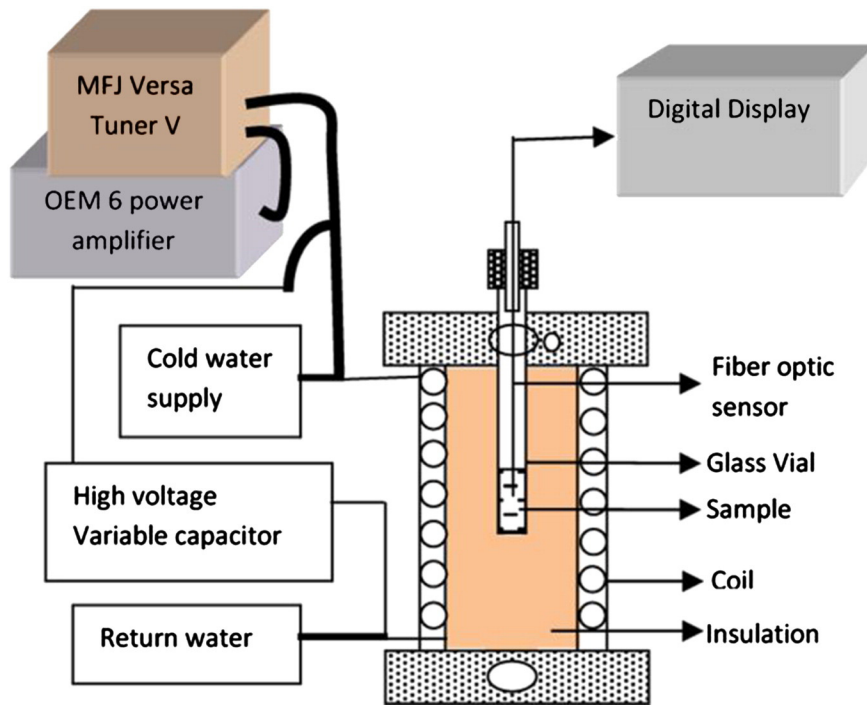 MFJ Versa
Tuner V
OEM 6 power
amplifier
Digital Display
Cold water
supply
High voltage
Variable capacitor
Return water
Fiber optic
sensor
Glass Vial
Sample
Coil
Insulation